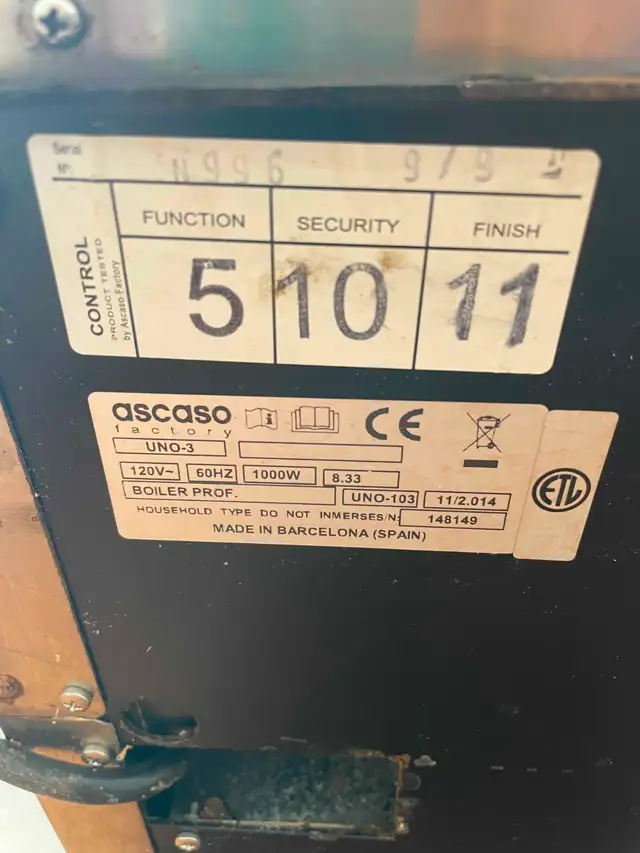 Serial
Nº:
N996 9/9
CONTROL
PRODUCT TESTED
by Ascaso Factory
FUNCTION SECURITY FINISH
5 10 11
ascaso
factory
CE
UNO-3
120V~ 60HZ 1000W 8.33
BOILER PROF. UNO-103 11/2.014
HOUSEHOLD TYPE DO NOT INMERSE S/N: 148149
MADE IN BARCELONA (SPAIN)
ETL